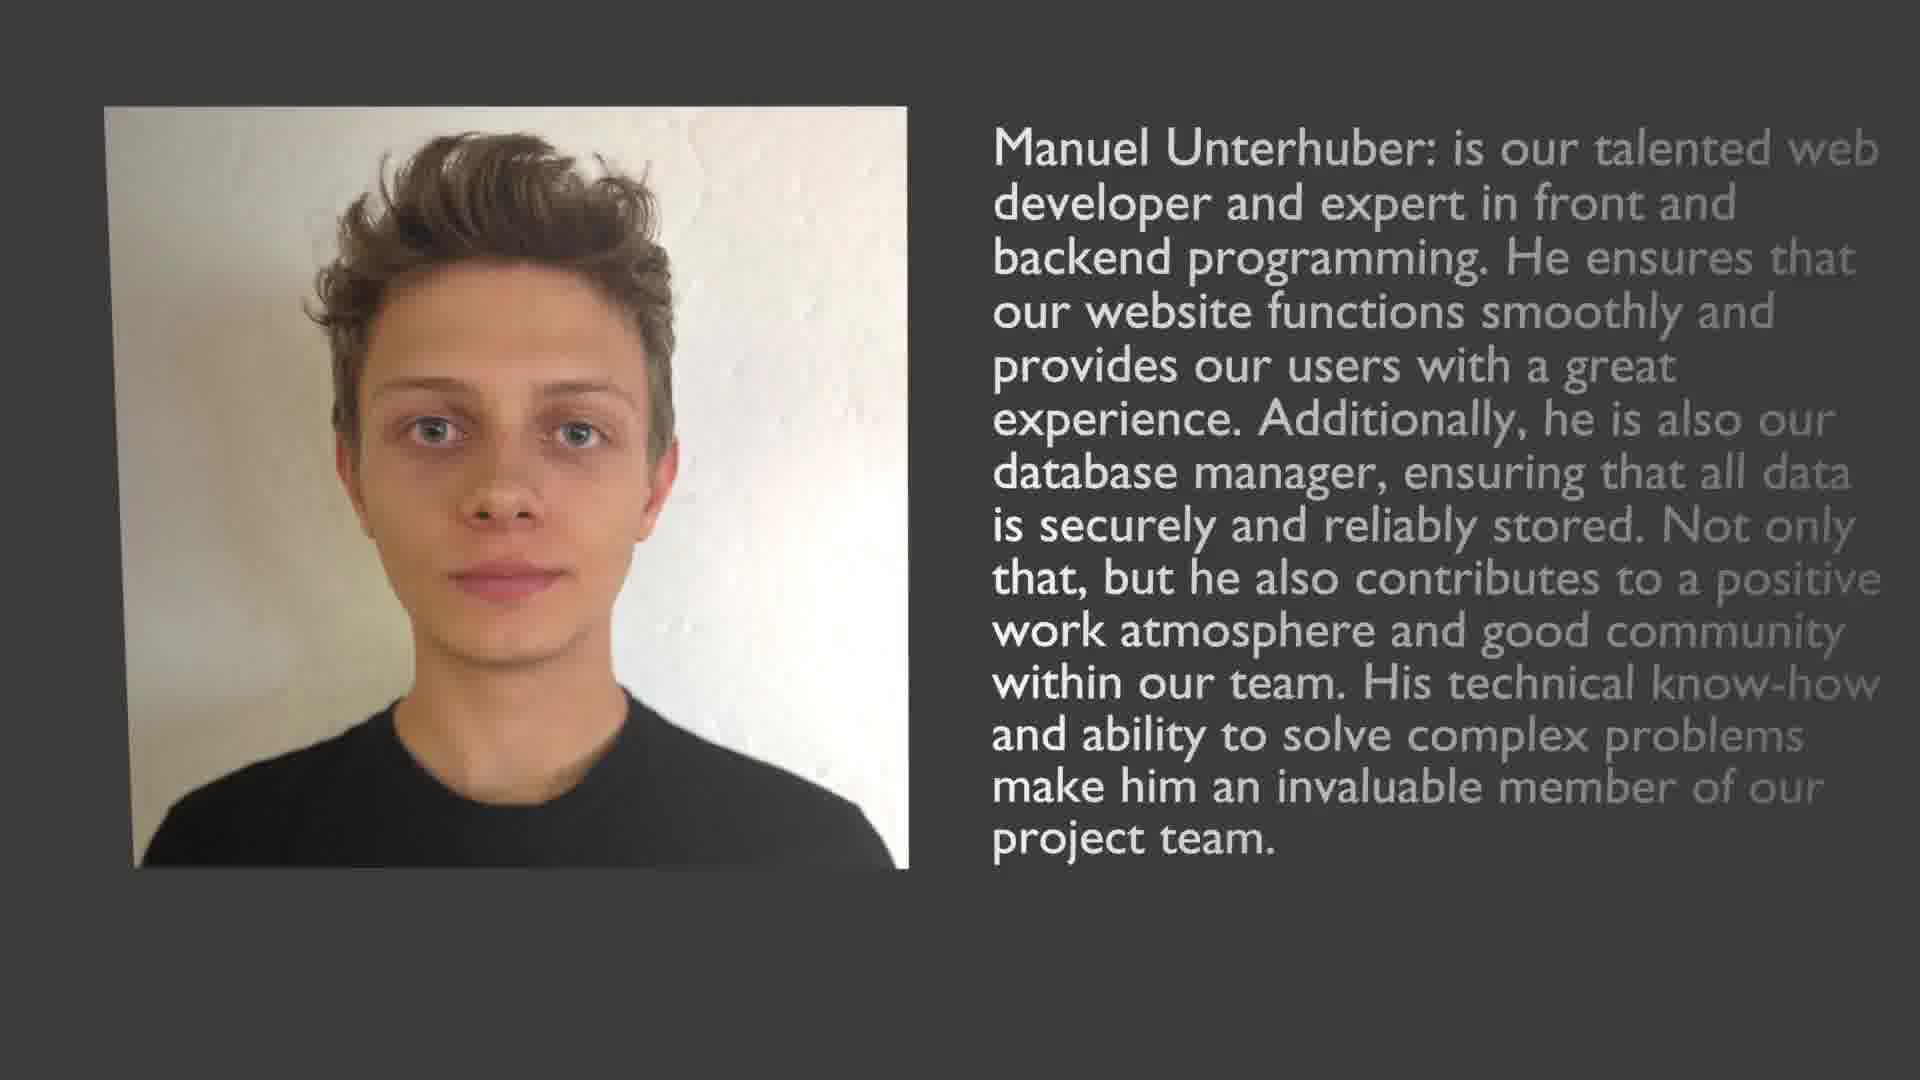 Manuel Unterhuber: is our talented web
developer and expert in front and
backend programming. He ensures that
our website functions smoothly and
provides our users with a great
experience. Additionally, he is also our
database manager, ensuring that all data
is securely and reliably stored. Not only
that, but he also contributes to a positive
work atmosphere and good community
within our team. His technical know-how
and ability to solve complex problems
make him an invaluable member of our
project team.